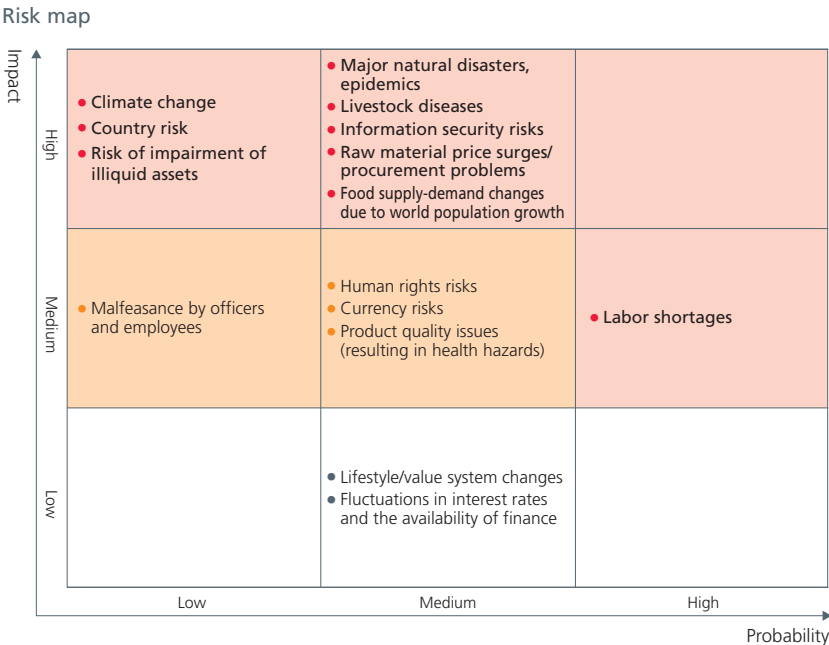 Risk map
Impact
High
Climate change
Country risk
Risk of impairment of
illiquid assets
Major natural disasters,
epidemics
Livestock diseases
Information security risks
Raw material price surges/
procurement problems
Food supply-demand changes
due to world population growth
Medium
Malfeasance by officers
and employees
Human rights risks
Currency risks
Product quality issues
(resulting in health hazards)
Labor shortages
Low
Lifestyle/value system changes
Fluctuations in interest rates
and the availability of finance
Low
Medium
High
Probability